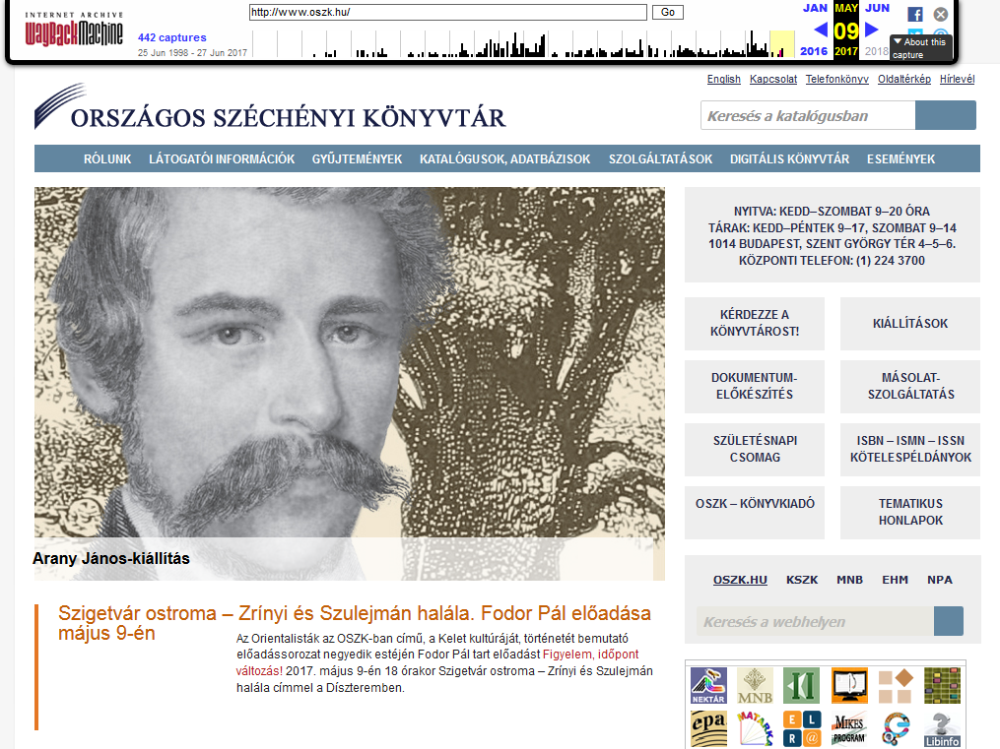 INTERNET ARCHIVE
WayBackMachine
442 captures
25 Jun 1998 - 27 Jun 2017
http://www.oszk.hu/
Go
JAN MAY JUN
09
2016 2017 2018
About this capture
English Kapcsolat Telefonkönyv Oldaltérkép Hírlevél
ORSZÁGOS SZÉCHÉNYI KÖNYVTÁR
Keresés a katalógusban
RÓLUNK LÁTOGATÓI INFORMÁCIÓK GYŰJTEMÉNYEK KATALÓGUSOK, ADATBÁZISOK SZOLGÁLTATÁSOK DIGITÁLIS KÖNYVTÁR ESEMÉNYEK
Arany János-kiállítás
Szigetvár ostroma – Zrínyi és Szulejmán halála. Fodor Pál előadása
május 9-én
Az Orientalisták az OSZK-ban című, a Kelet kultúráját, történetét bemutató
előadássorozat negyedik estéjén Fodor Pál tart előadást Figyelem, időpont
változás! 2017. május 9-én 18 órakor Szigetvár ostroma – Zrínyi és Szulejmán
halála címmel a Díszteremben.
NYITVA: KEDD–SZOMBAT 9–20 ÓRA
TÁRAK: KEDD–PÉNTEK 9–17, SZOMBAT 9–14
1014 BUDAPEST, SZENT GYÖRGY TÉR 4–5–6.
KÖZPONTI TELEFON: (1) 224 3700
KÉRDEZZE A
KÖNYVTÁROST!
KIÁLLÍTÁSOK
DOKUMENTUM-
ELŐKÉSZÍTÉS
MÁSOLAT-
SZOLGÁLTATÁS
SZÜLETÉSNAPI
CSOMAG
ISBN – ISMN – ISSN
KÖTELESPÉLDÁNYOK
OSZK – KÖNYVKIADÓ
TEMATIKUS
HONLAPOK
OSZK.HU KSZK MNB EHM NPA
Keresés a webhelyen
NEKTÁR
MNB
epa
MATARKA
E L
R @
MIKES
PROGRAM
Libinfo